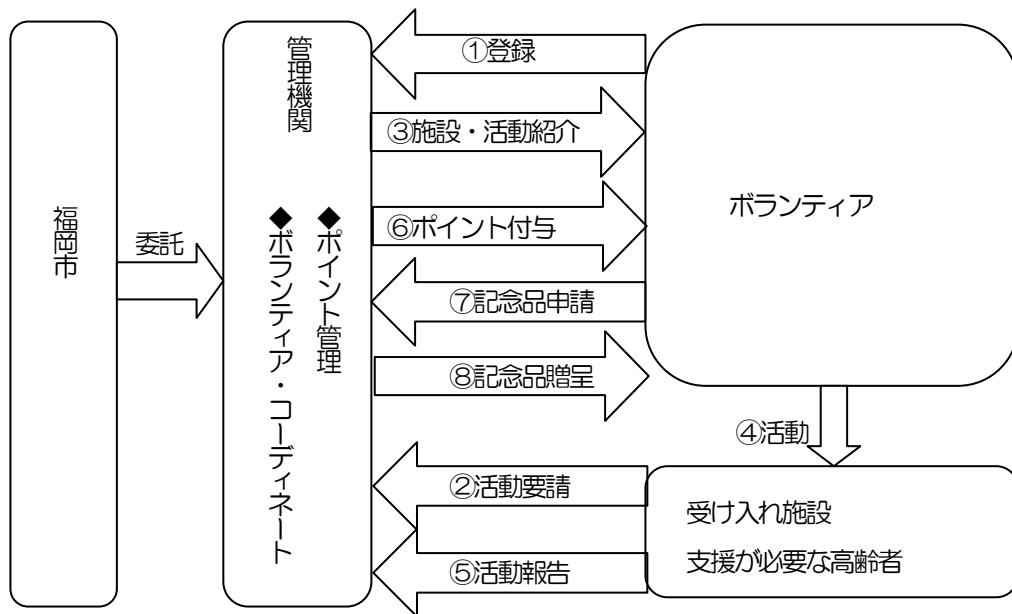 福岡市
委託
管理機関
◆ポイント管理
◆ボランティア・コーディネート
①登録
③施設・活動紹介
⑥ポイント付与
⑦記念品申請
⑧記念品贈呈
ボランティア
④活動
②活動要請
⑤活動報告
受け入れ施設
支援が必要な高齢者